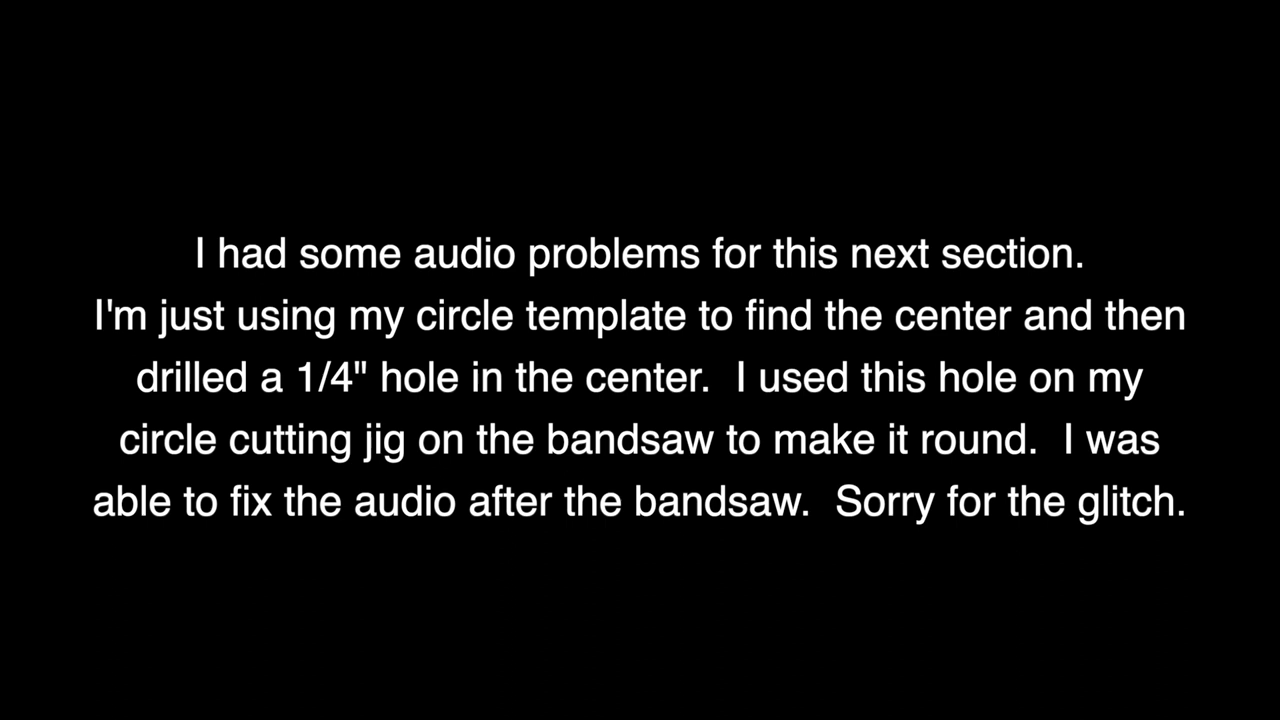 I had some audio problems for this next section.
I'm just using my circle template to find the center and then
drilled a 1/4" hole in the center.  I used this hole on my
circle cutting jig on the bandsaw to make it round.  I was
able to fix the audio after the bandsaw.  Sorry for the glitch.